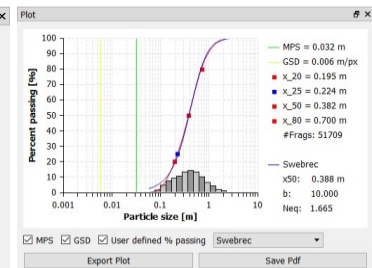 Plot
100
90
80
70
60
50
40
30
20
10
0
Percent passing [%]
0.001
0.01
0.1
1
10
Particle size [m]
MPS = 0.032 m
GSD = 0.006 m/px
x_20 = 0.195 m
x_25 = 0.224 m
x_50 = 0.382 m
x_80 = 0.700 m
#Frags: 51709
Swebrec
x50: 0.388 m
b: 10.000
Neq: 1.665
MPS GSD User defined % passing Swebrec
Export Plot Save Pdf